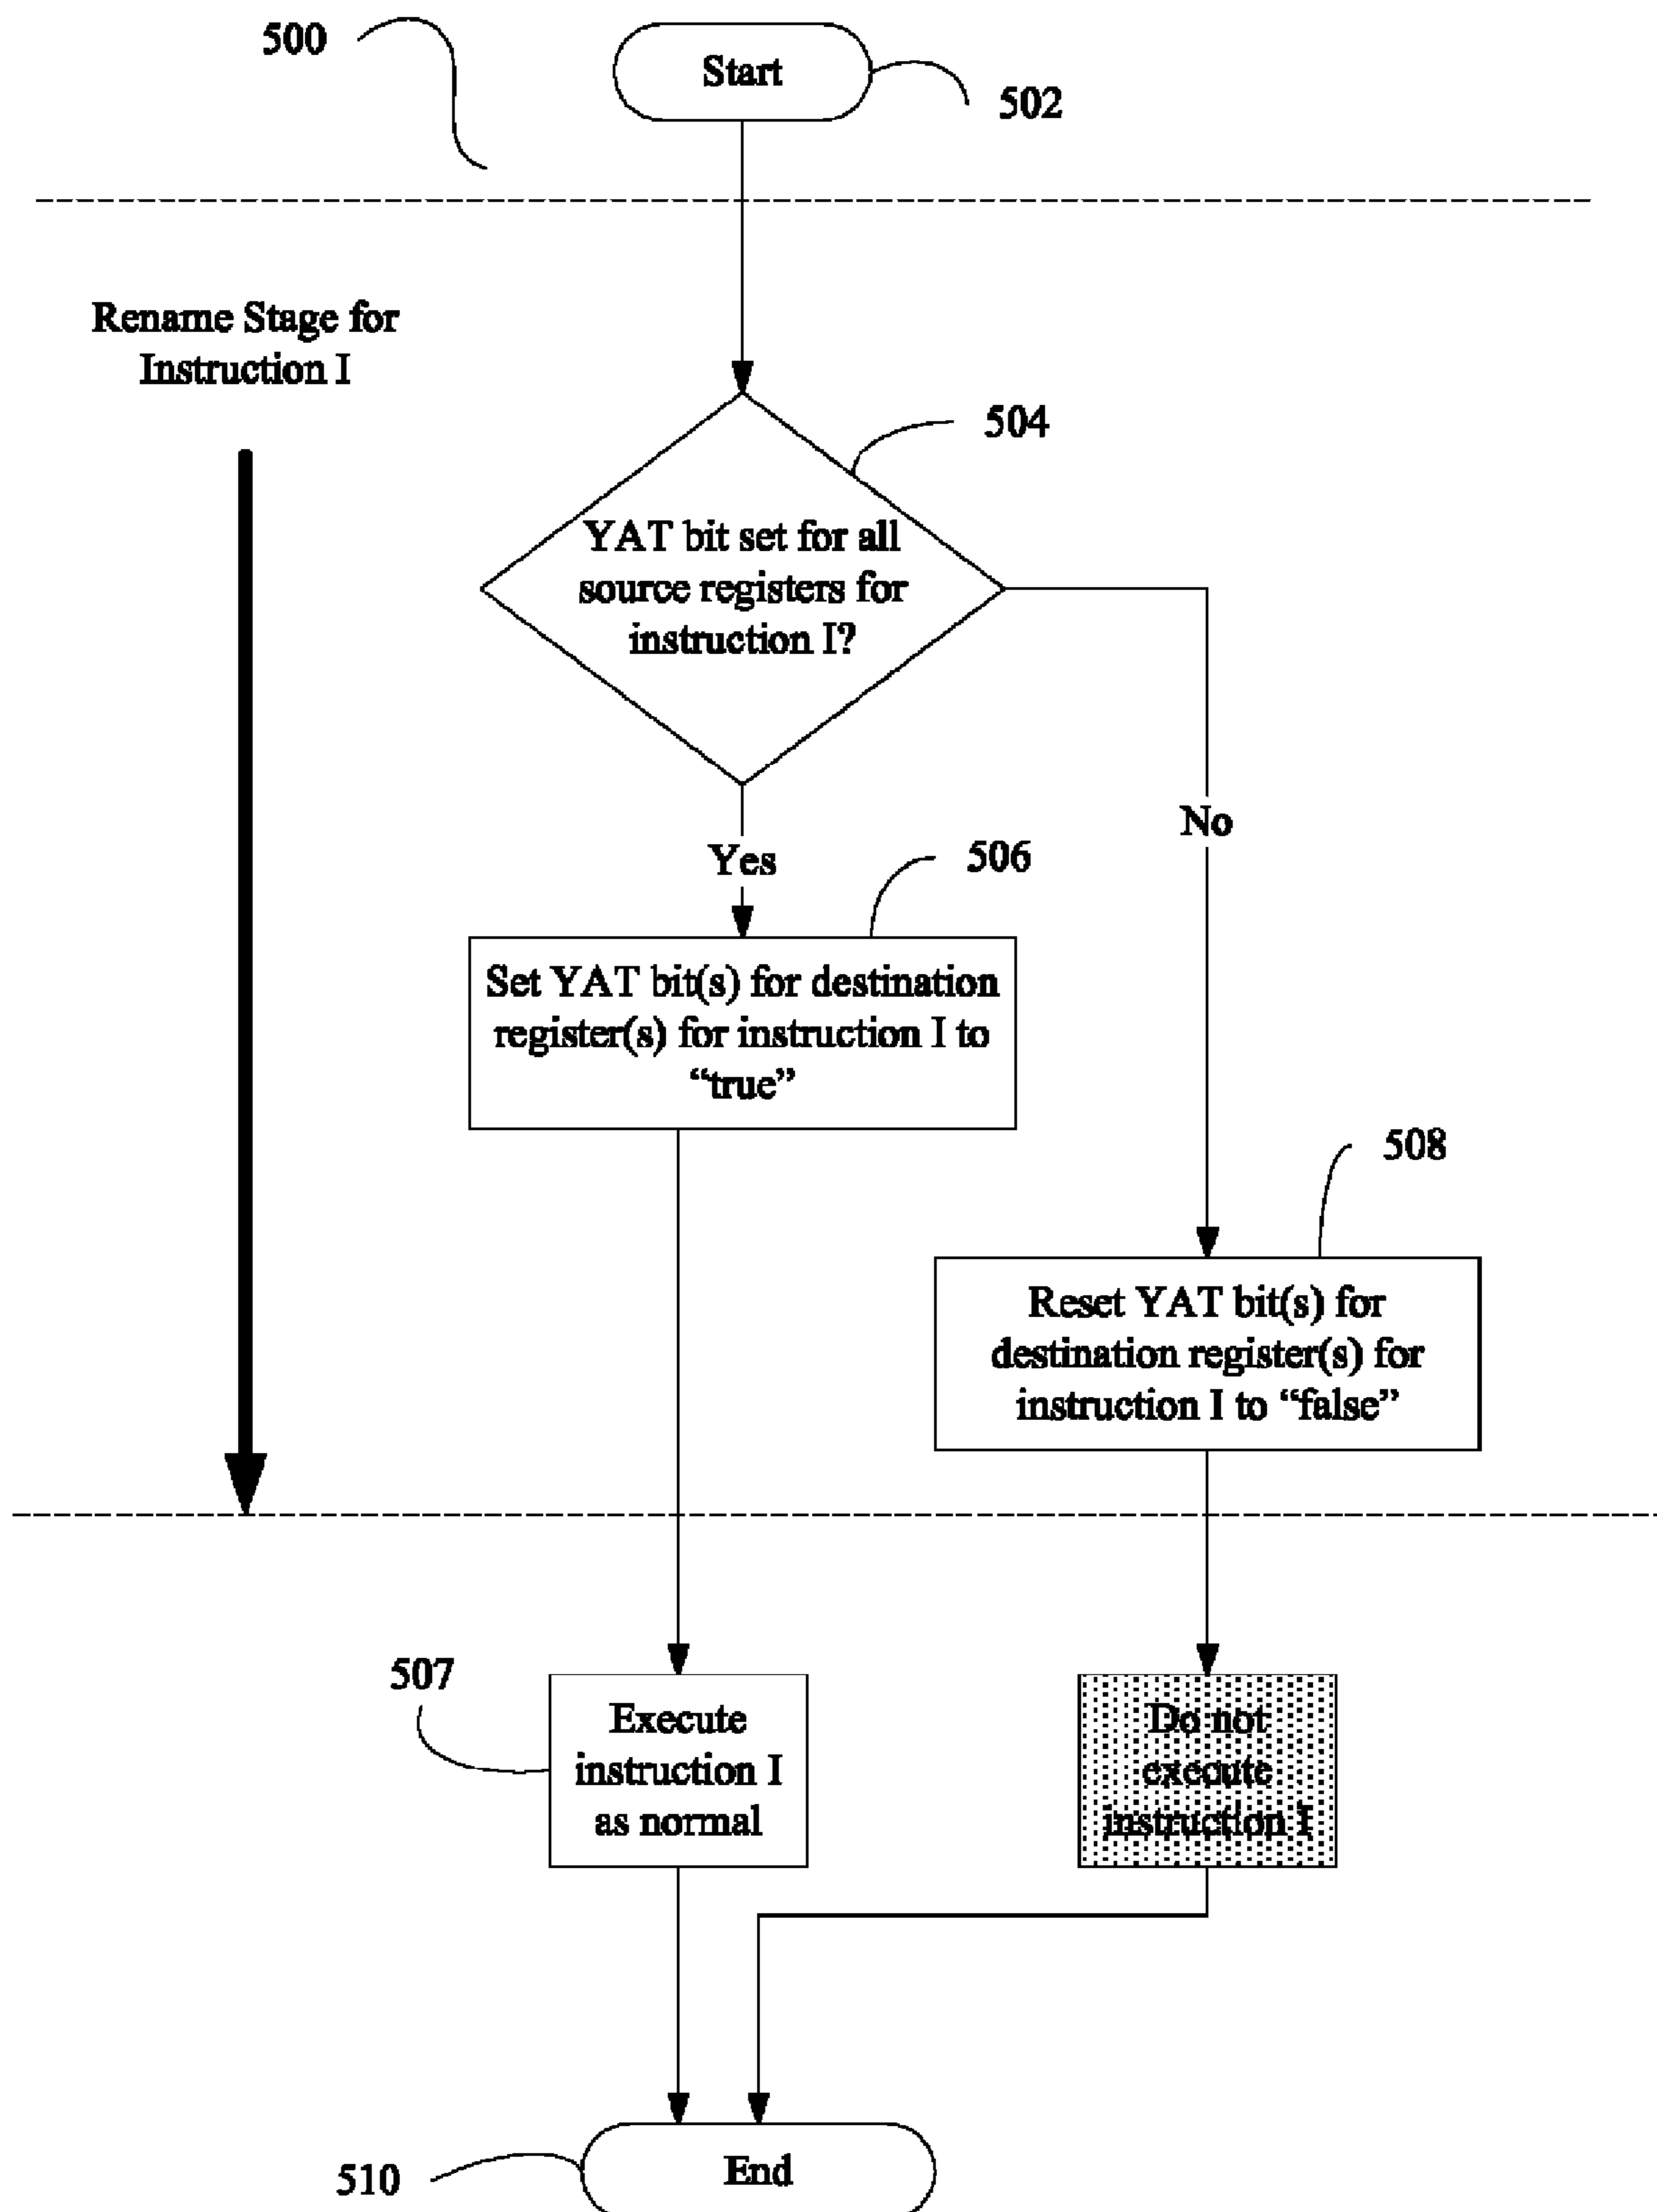 500
Start
502
Rename Stage for
Instruction I
504
YAT bit set for all
source registers for
instruction I?
No
Yes
506
Set YAT bit(s) for destination
register(s) for instruction I to
“true”
508
Reset YAT bit(s) for
destination register(s) for
instruction I to “false”
507
Execute
instruction I
as normal
Do not
execute
instruction I
End
510